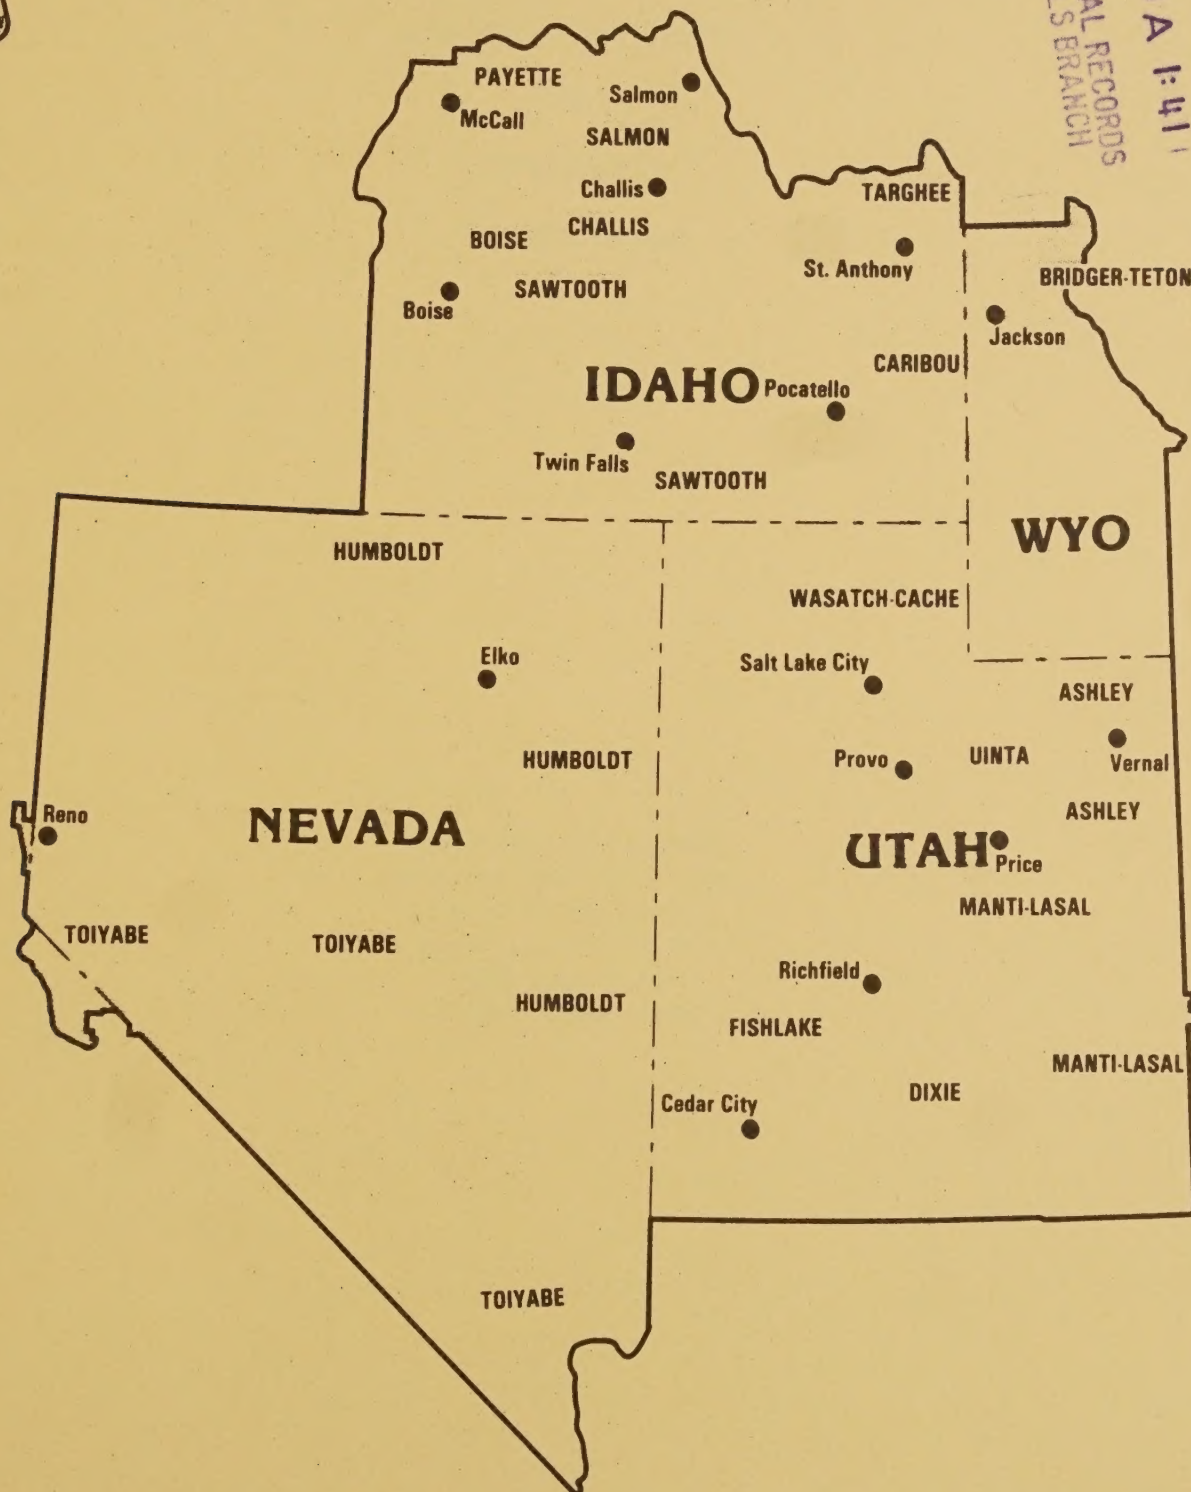 A 1:41
AL RECORDS
LS BRANCH
PAYETTE
Salmon
McCall
SALMON
Challis
TARGHEE
CHALLIS
BOISE
St. Anthony
BRIDGER-TETON
SAWTOOTH
Boise
Jackson
CARIBOU
IDAHO
Pocatello
Twin Falls
SAWTOOTH
WYO
HUMBOLDT
WASATCH-CACHE
Elko
Salt Lake City
ASHLEY
HUMBOLDT
Provo
UINTA
Vernal
Reno
NEVADA
ASHLEY
UTAH
Price
MANTI-LASAL
TOIYABE
TOIYABE
Richfield
HUMBOLDT
FISHLAKE
MANTI-LASAL
DIXIE
Cedar City
TOIYABE